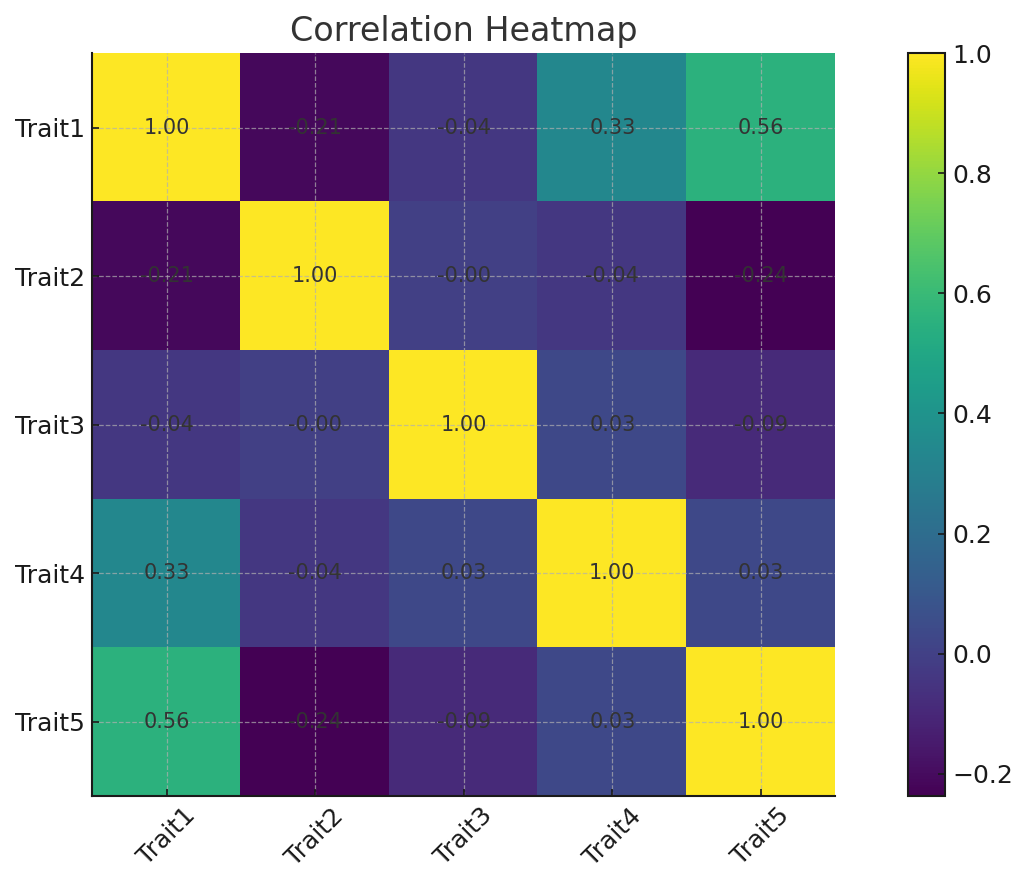 Correlation Heatmap
Trait1 1.00 -0.21 -0.04 0.33 0.56
Trait2 -0.21 1.00 -0.00 -0.04 -0.24
Trait3 -0.04 -0.00 1.00 0.03 -0.09
Trait4 0.33 -0.04 0.03 1.00 0.03
Trait5 0.56 -0.24 -0.09 0.03 1.00
Trait1 Trait2 Trait3 Trait4 Trait5
1.0
0.8
0.6
0.4
0.2
0.0
−0.2